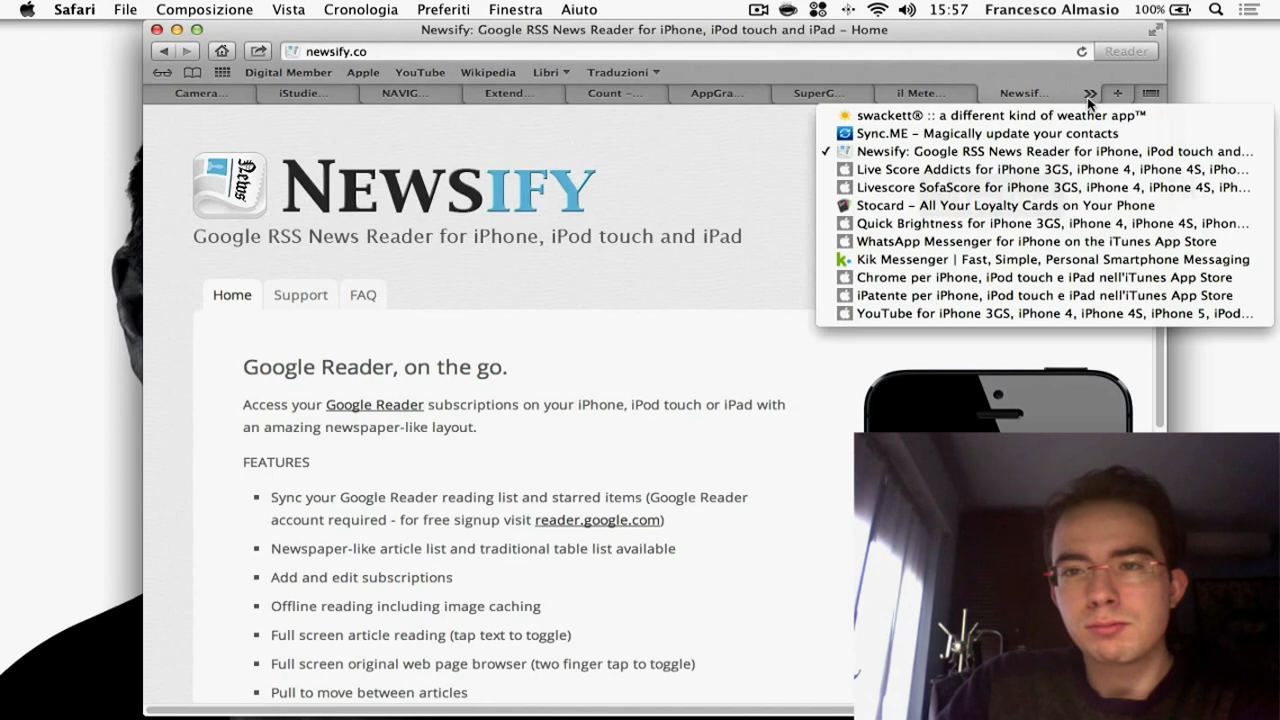 Safari File Composizione Vista Cronologia Preferiti Finestra Aiuto 15:57 Francesco Almasio 100%
Newsify: Google RSS News Reader for iPhone, iPod touch and iPad – Home
newsify.co Reader
Digital Member Apple YouTube Wikipedia Libri Traduzioni
Camera... iStudie... NAVIG... Extend... Count –... AppGra... SuperG... il Mete... Newsif...
swackett® :: a different kind of weather app™
Sync.ME – Magically update your contacts
Newsify: Google RSS News Reader for iPhone, iPod touch and...
Live Score Addicts for iPhone 3GS, iPhone 4, iPhone 4S, iPho...
Livescore SofaScore for iPhone 3GS, iPhone 4, iPhone 4S, iPh...
Stocard – All Your Loyalty Cards on Your Phone
Quick Brightness for iPhone 3GS, iPhone 4, iPhone 4S, iPhon...
WhatsApp Messenger for iPhone on the iTunes App Store
Kik Messenger | Fast, Simple, Personal Smartphone Messaging
Chrome per iPhone, iPod touch e iPad nell'iTunes App Store
iPatente per iPhone, iPod touch e iPad nell'iTunes App Store
YouTube for iPhone 3GS, iPhone 4, iPhone 4S, iPhone 5, iPod...
News
NEWSIFY
Google RSS News Reader for iPhone, iPod touch and iPad
Home Support FAQ
Google Reader, on the go.
Access your Google Reader subscriptions on your iPhone, iPod touch or iPad with
an amazing newspaper-like layout.
FEATURES
Sync your Google Reader reading list and starred items (Google Reader
account required - for free signup visit reader.google.com)
Newspaper-like article list and traditional table list available
Add and edit subscriptions
Offline reading including image caching
Full screen article reading (tap text to toggle)
Full screen original web page browser (two finger tap to toggle)
Pull to move between articles